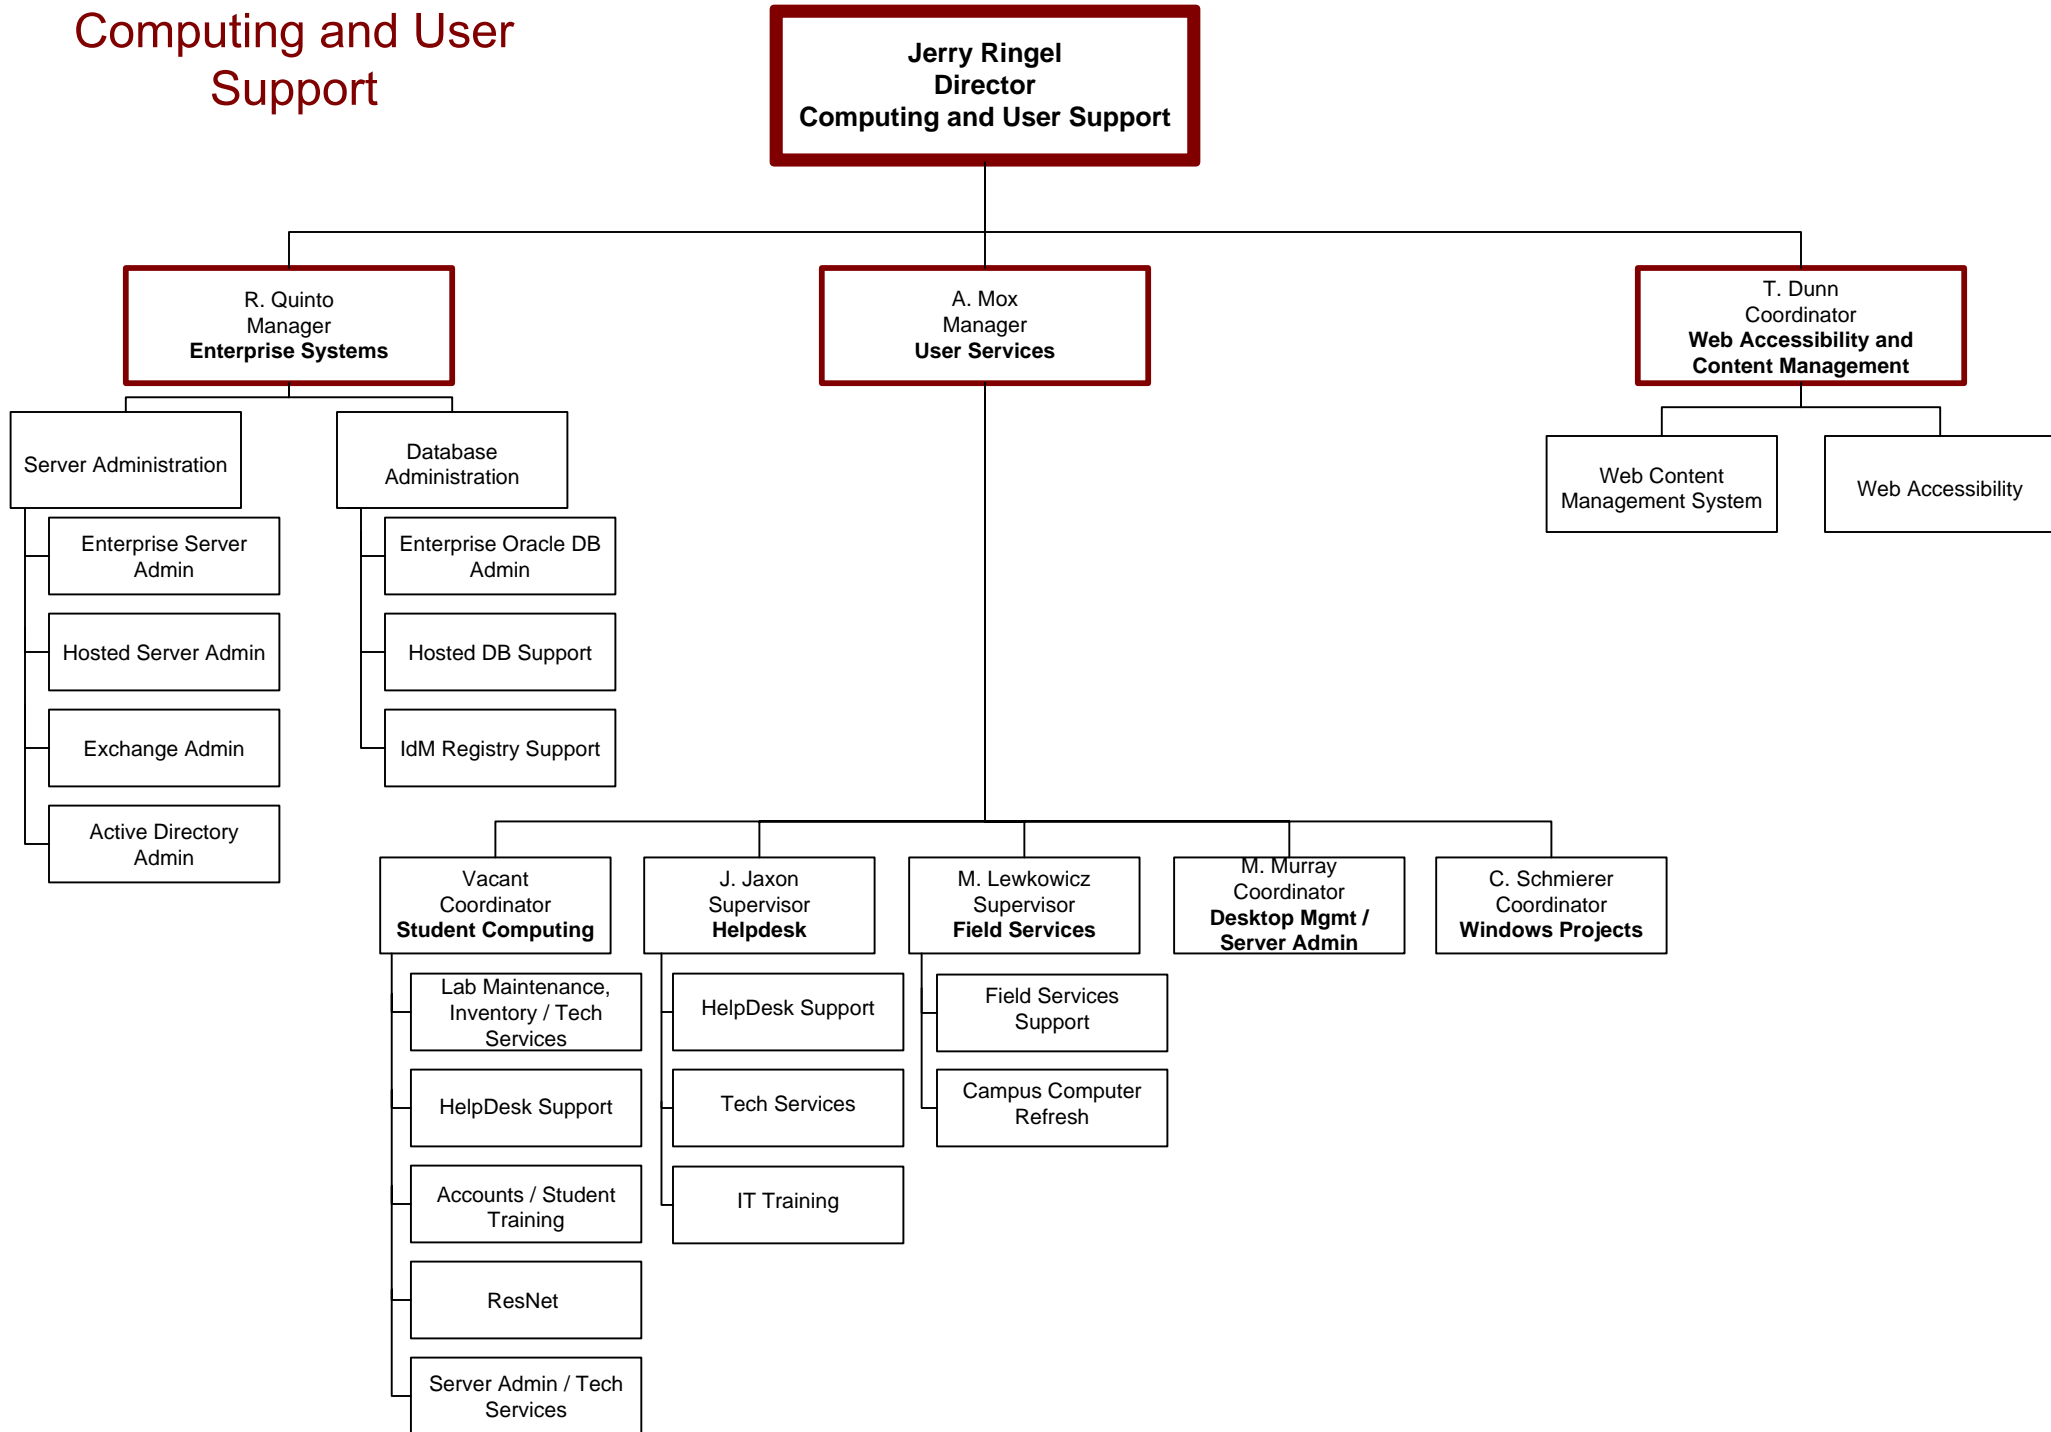 Computing and User
Support
Jerry Ringel
Director
Computing and User Support
R. Quinto
Manager
Enterprise Systems
A. Mox
Manager
User Services
T. Dunn
Coordinator
Web Accessibility and
Content Management
Server Administration
Database
Administration
Web Content
Management System
Web Accessibility
Enterprise Server
Admin
Hosted Server Admin
Exchange Admin
Active Directory
Admin
Enterprise Oracle DB
Admin
Hosted DB Support
IdM Registry Support
Vacant
Coordinator
Student Computing
J. Jaxon
Supervisor
Helpdesk
M. Lewkowicz
Supervisor
Field Services
M. Murray
Coordinator
Desktop Mgmt /
Server Admin
C. Schmierer
Coordinator
Windows Projects
Lab Maintenance,
Inventory / Tech
Services
HelpDesk Support
Accounts / Student
Training
ResNet
Server Admin / Tech
Services
HelpDesk Support
Tech Services
IT Training
Field Services
Support
Campus Computer
Refresh